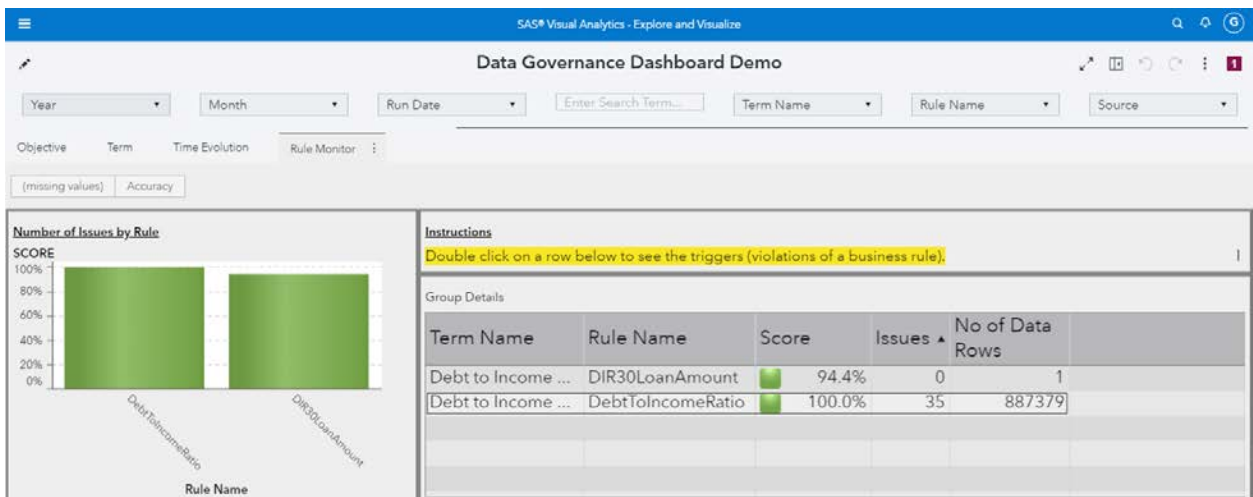 SAS® Visual Analytics - Explore and Visualize
G
Data Governance Dashboard Demo
1
Year
Month
Run Date
Enter Search Term...
Term Name
Rule Name
Source
Objective
Term
Time Evolution
Rule Monitor
(missing values)
Accuracy
Number of Issues by Rule
SCORE
100%
80%
60%
40%
20%
0%
DebtToIncomeRatio
DIR30LoanAmount
Rule Name
Instructions
Double click on a row below to see the triggers (violations of a business rule).
Group Details
Term Name Rule Name Score Issues No of Data Rows
Debt to Income ... DIR30LoanAmount 94.4% 0 1
Debt to Income ... DebtToIncomeRatio 100.0% 35 887379